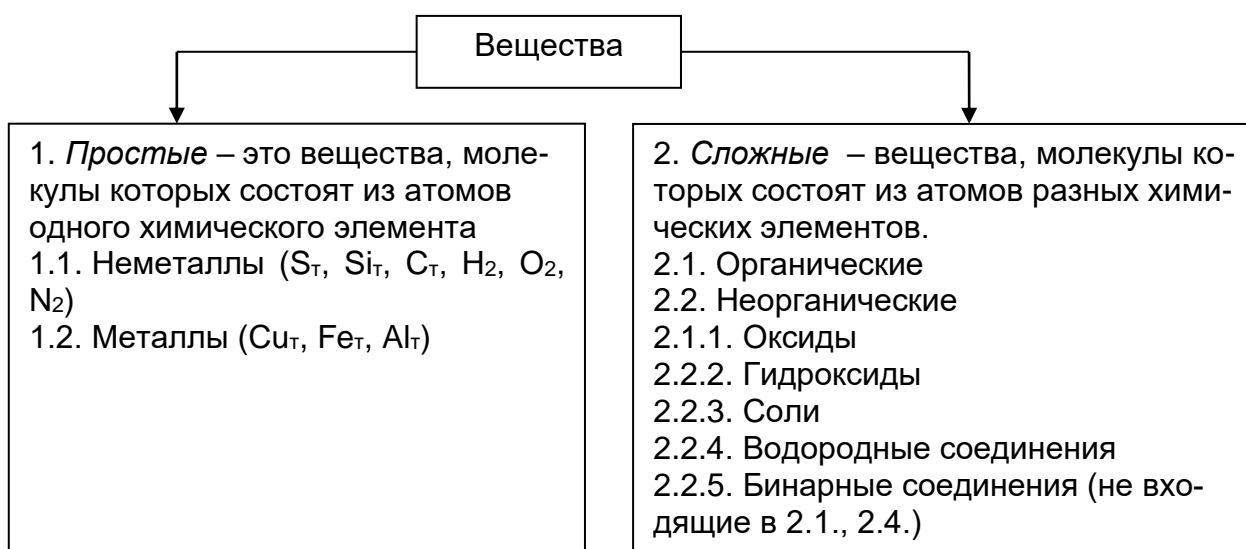 Вещества
1. Простые – это вещества, моле-
кулы которых состоят из атомов
одного химического элемента
1.1. Неметаллы (Sт, Siт, Cт, H2, O2,
N2)
1.2. Металлы (Cuт, Feт, Alт)
2. Сложные – вещества, молекулы ко-
торых состоят из атомов разных хими-
ческих элементов.
2.1. Органические
2.2. Неорганические
2.1.1. Оксиды
2.2.2. Гидроксиды
2.2.3. Соли
2.2.4. Водородные соединения
2.2.5. Бинарные соединения (не вхо-
дящие в 2.1., 2.4.)